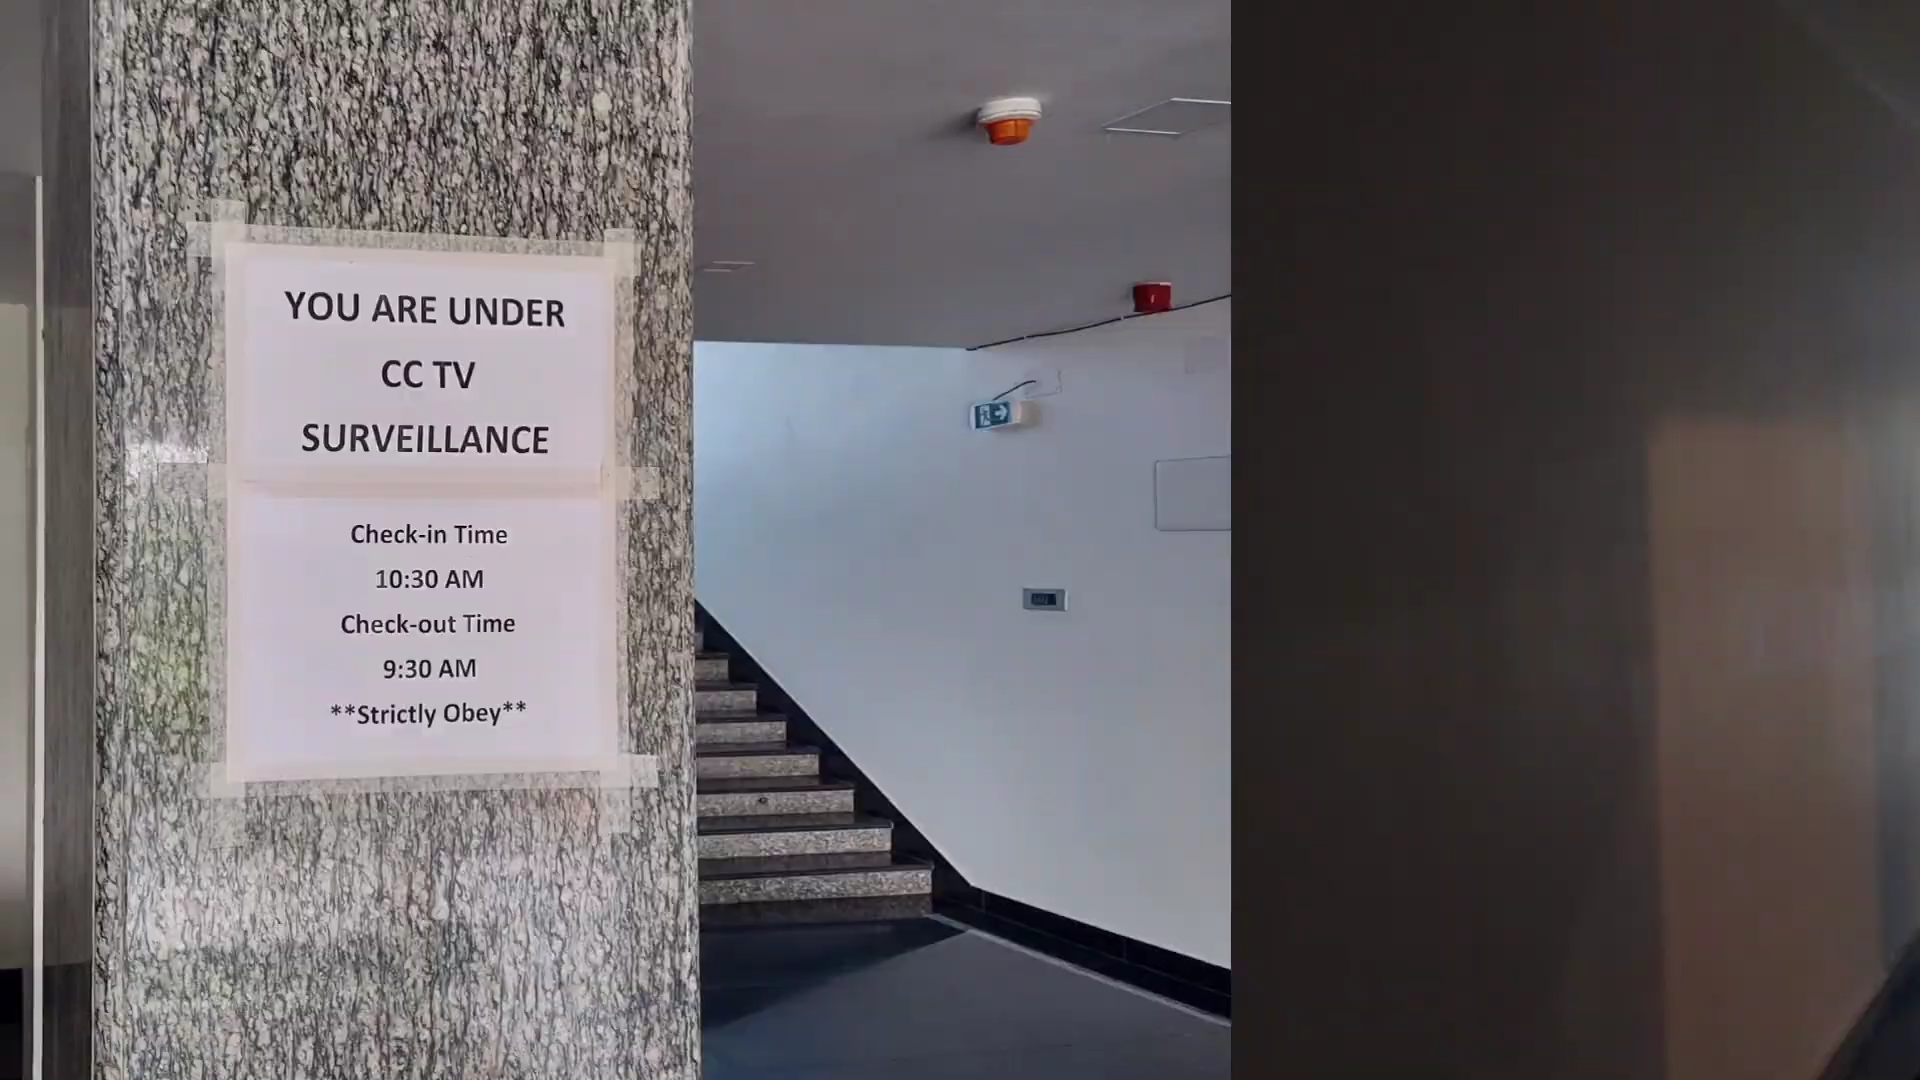 YOU ARE UNDER
CC TV
SURVEILLANCE
Check-in Time
10:30 AM
Check-out Time
9:30 AM
**Strictly Obey**